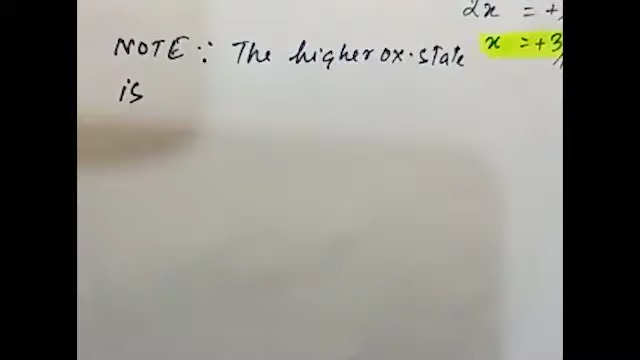 2x = +
NOTE :: The higher ox. state x = +3
is